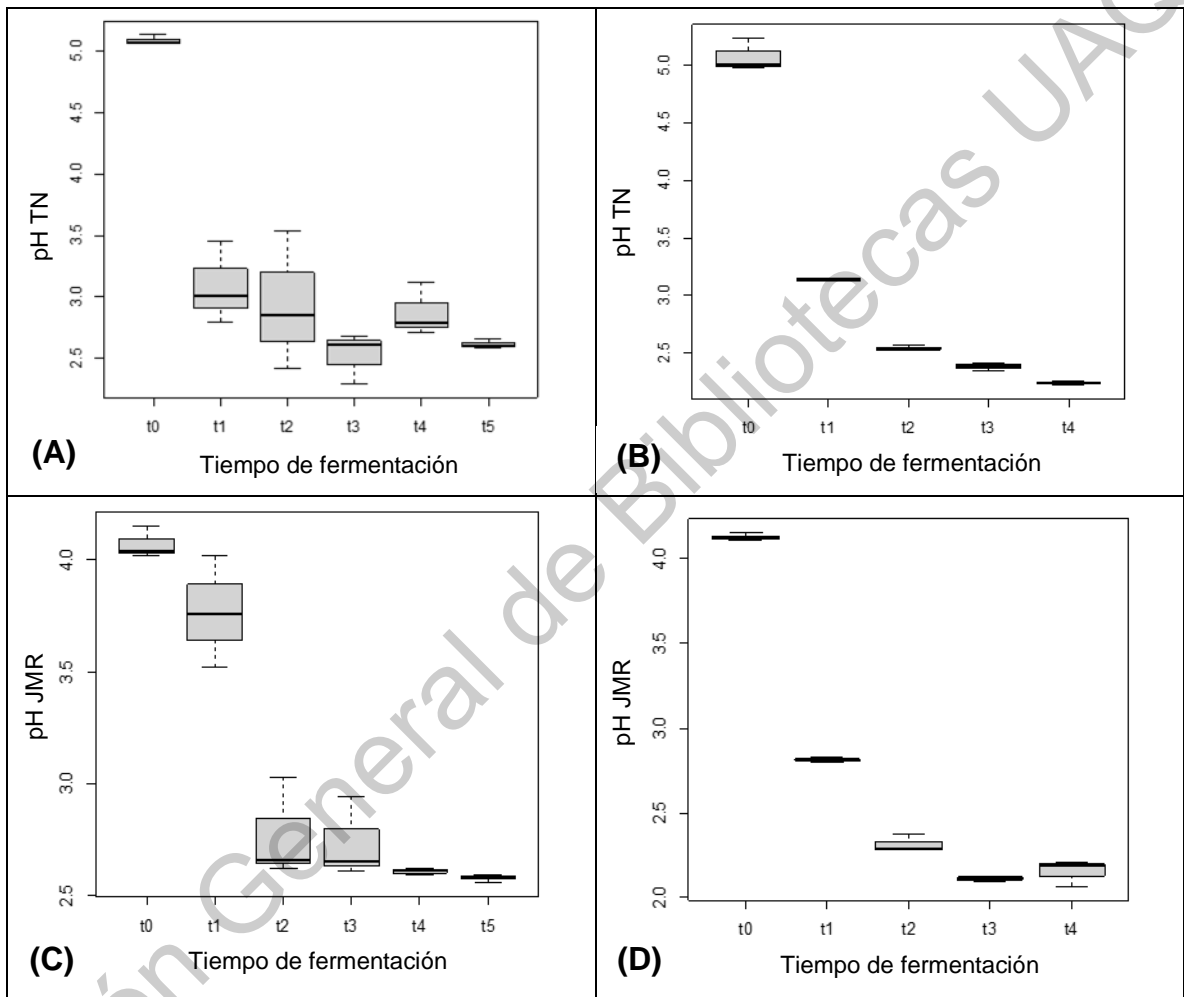 5.0
4.5
4.0
3.5
3.0
2.5
pH TN
t0 t1 t2 t3 t4 t5
(A) Tiempo de fermentación
5.0
4.5
4.0
3.5
3.0
2.5
pH TN
t0 t1 t2 t3 t4
(B) Tiempo de fermentación
4.0
3.5
3.0
2.5
pH JMR
t0 t1 t2 t3 t4 t5
(C) Tiempo de fermentación
4.0
3.5
3.0
2.5
2.0
pH JMR
t0 t1 t2 t3 t4
(D) Tiempo de fermentación
General de Bibliotecas